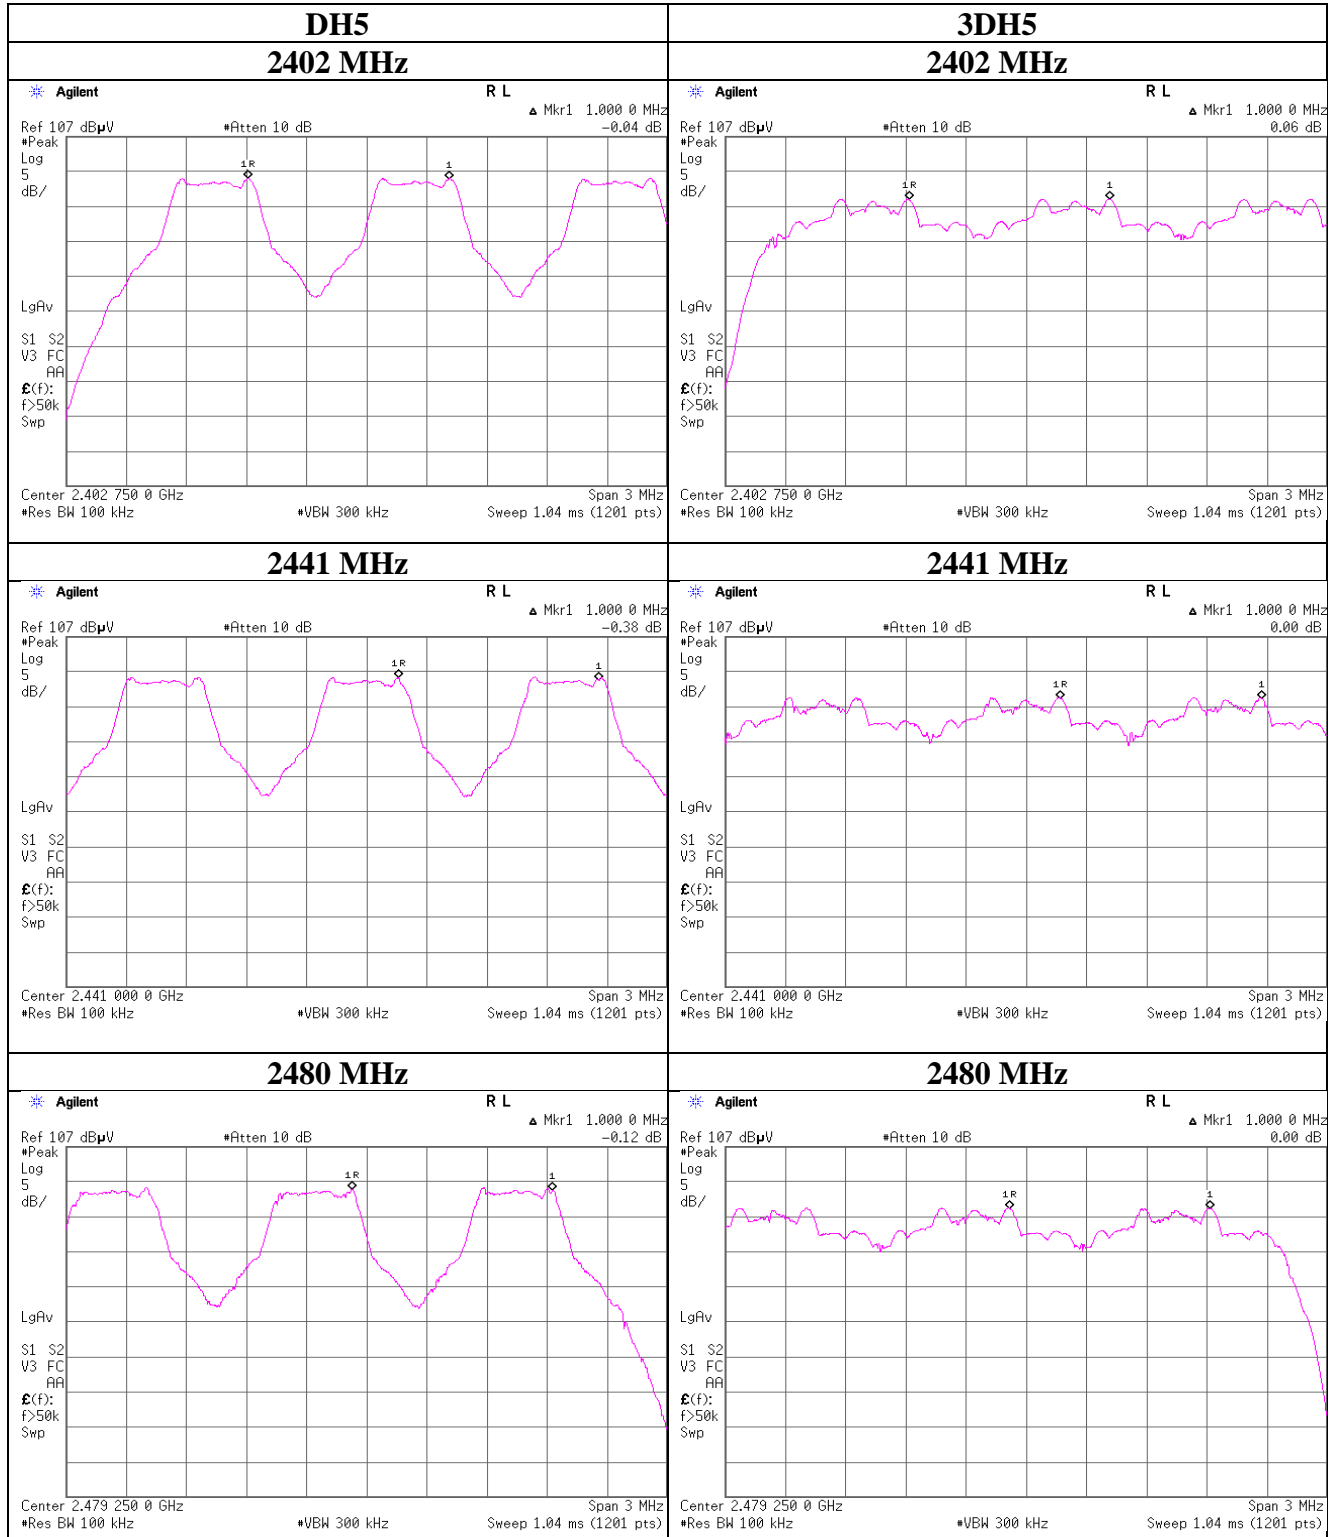 DH5 3DH5
2402 MHz 2402 MHz
Agilent R L
Δ Mkr1 1.000 0 MHz
Ref 107 dBµV #Atten 10 dB −0.04 dB
#Peak
Log
5
dB/
1R 1
LgAv
S1 S2
V3 FC
AA
£(f):
f>50k
Swp
Center 2.402 750 0 GHz Span 3 MHz
#Res BW 100 kHz #VBW 300 kHz Sweep 1.04 ms (1201 pts)
Agilent R L
Δ Mkr1 1.000 0 MHz
Ref 107 dBµV #Atten 10 dB 0.06 dB
#Peak
Log
5
dB/
1R 1
LgAv
S1 S2
V3 FC
AA
£(f):
f>50k
Swp
Center 2.402 750 0 GHz Span 3 MHz
#Res BW 100 kHz #VBW 300 kHz Sweep 1.04 ms (1201 pts)
2441 MHz 2441 MHz
Agilent R L
Δ Mkr1 1.000 0 MHz
Ref 107 dBµV #Atten 10 dB −0.38 dB
#Peak
Log
5
dB/
1R 1
LgAv
S1 S2
V3 FC
AA
£(f):
f>50k
Swp
Center 2.441 000 0 GHz Span 3 MHz
#Res BW 100 kHz #VBW 300 kHz Sweep 1.04 ms (1201 pts)
Agilent R L
Δ Mkr1 1.000 0 MHz
Ref 107 dBµV #Atten 10 dB 0.00 dB
#Peak
Log
5
dB/
1R 1
LgAv
S1 S2
V3 FC
AA
£(f):
f>50k
Swp
Center 2.441 000 0 GHz Span 3 MHz
#Res BW 100 kHz #VBW 300 kHz Sweep 1.04 ms (1201 pts)
2480 MHz 2480 MHz
Agilent R L
Δ Mkr1 1.000 0 MHz
Ref 107 dBµV #Atten 10 dB −0.12 dB
#Peak
Log
5
dB/
1R 1
LgAv
S1 S2
V3 FC
AA
£(f):
f>50k
Swp
Center 2.479 250 0 GHz Span 3 MHz
#Res BW 100 kHz #VBW 300 kHz Sweep 1.04 ms (1201 pts)
Agilent R L
Δ Mkr1 1.000 0 MHz
Ref 107 dBµV #Atten 10 dB 0.00 dB
#Peak
Log
5
dB/
1R 1
LgAv
S1 S2
V3 FC
AA
£(f):
f>50k
Swp
Center 2.479 250 0 GHz Span 3 MHz
#Res BW 100 kHz #VBW 300 kHz Sweep 1.04 ms (1201 pts)